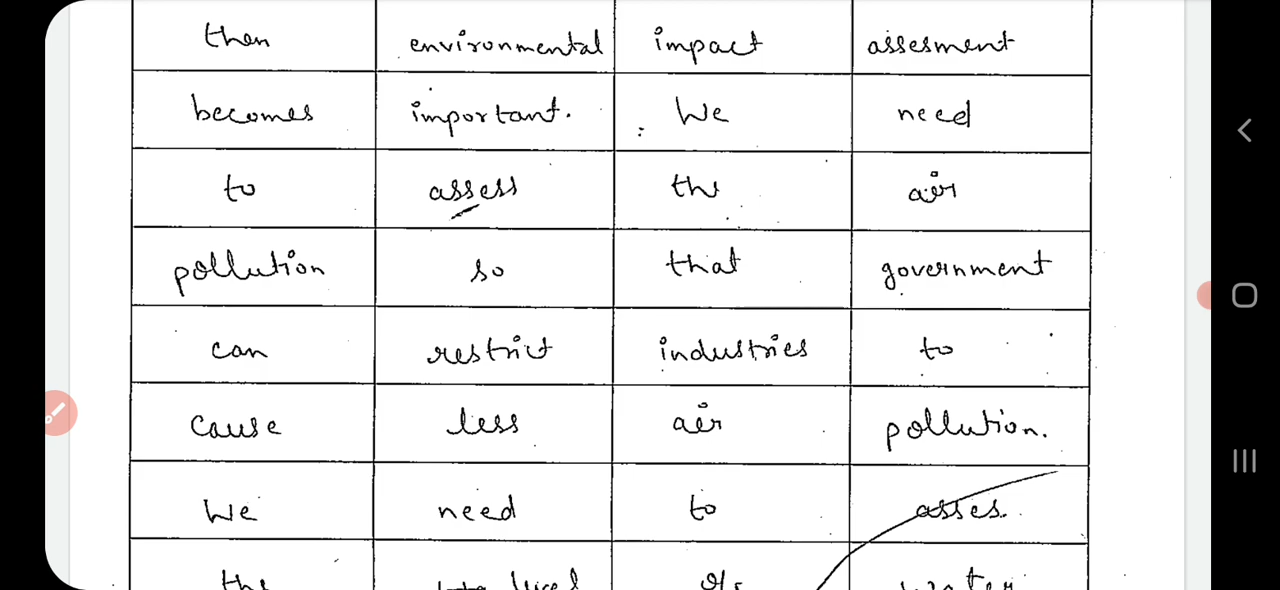 then environmental impact assesment
becomes important. We need
to assess the air
pollution so that government
can restrict industries to
cause less air pollution.
We need to asses.
the